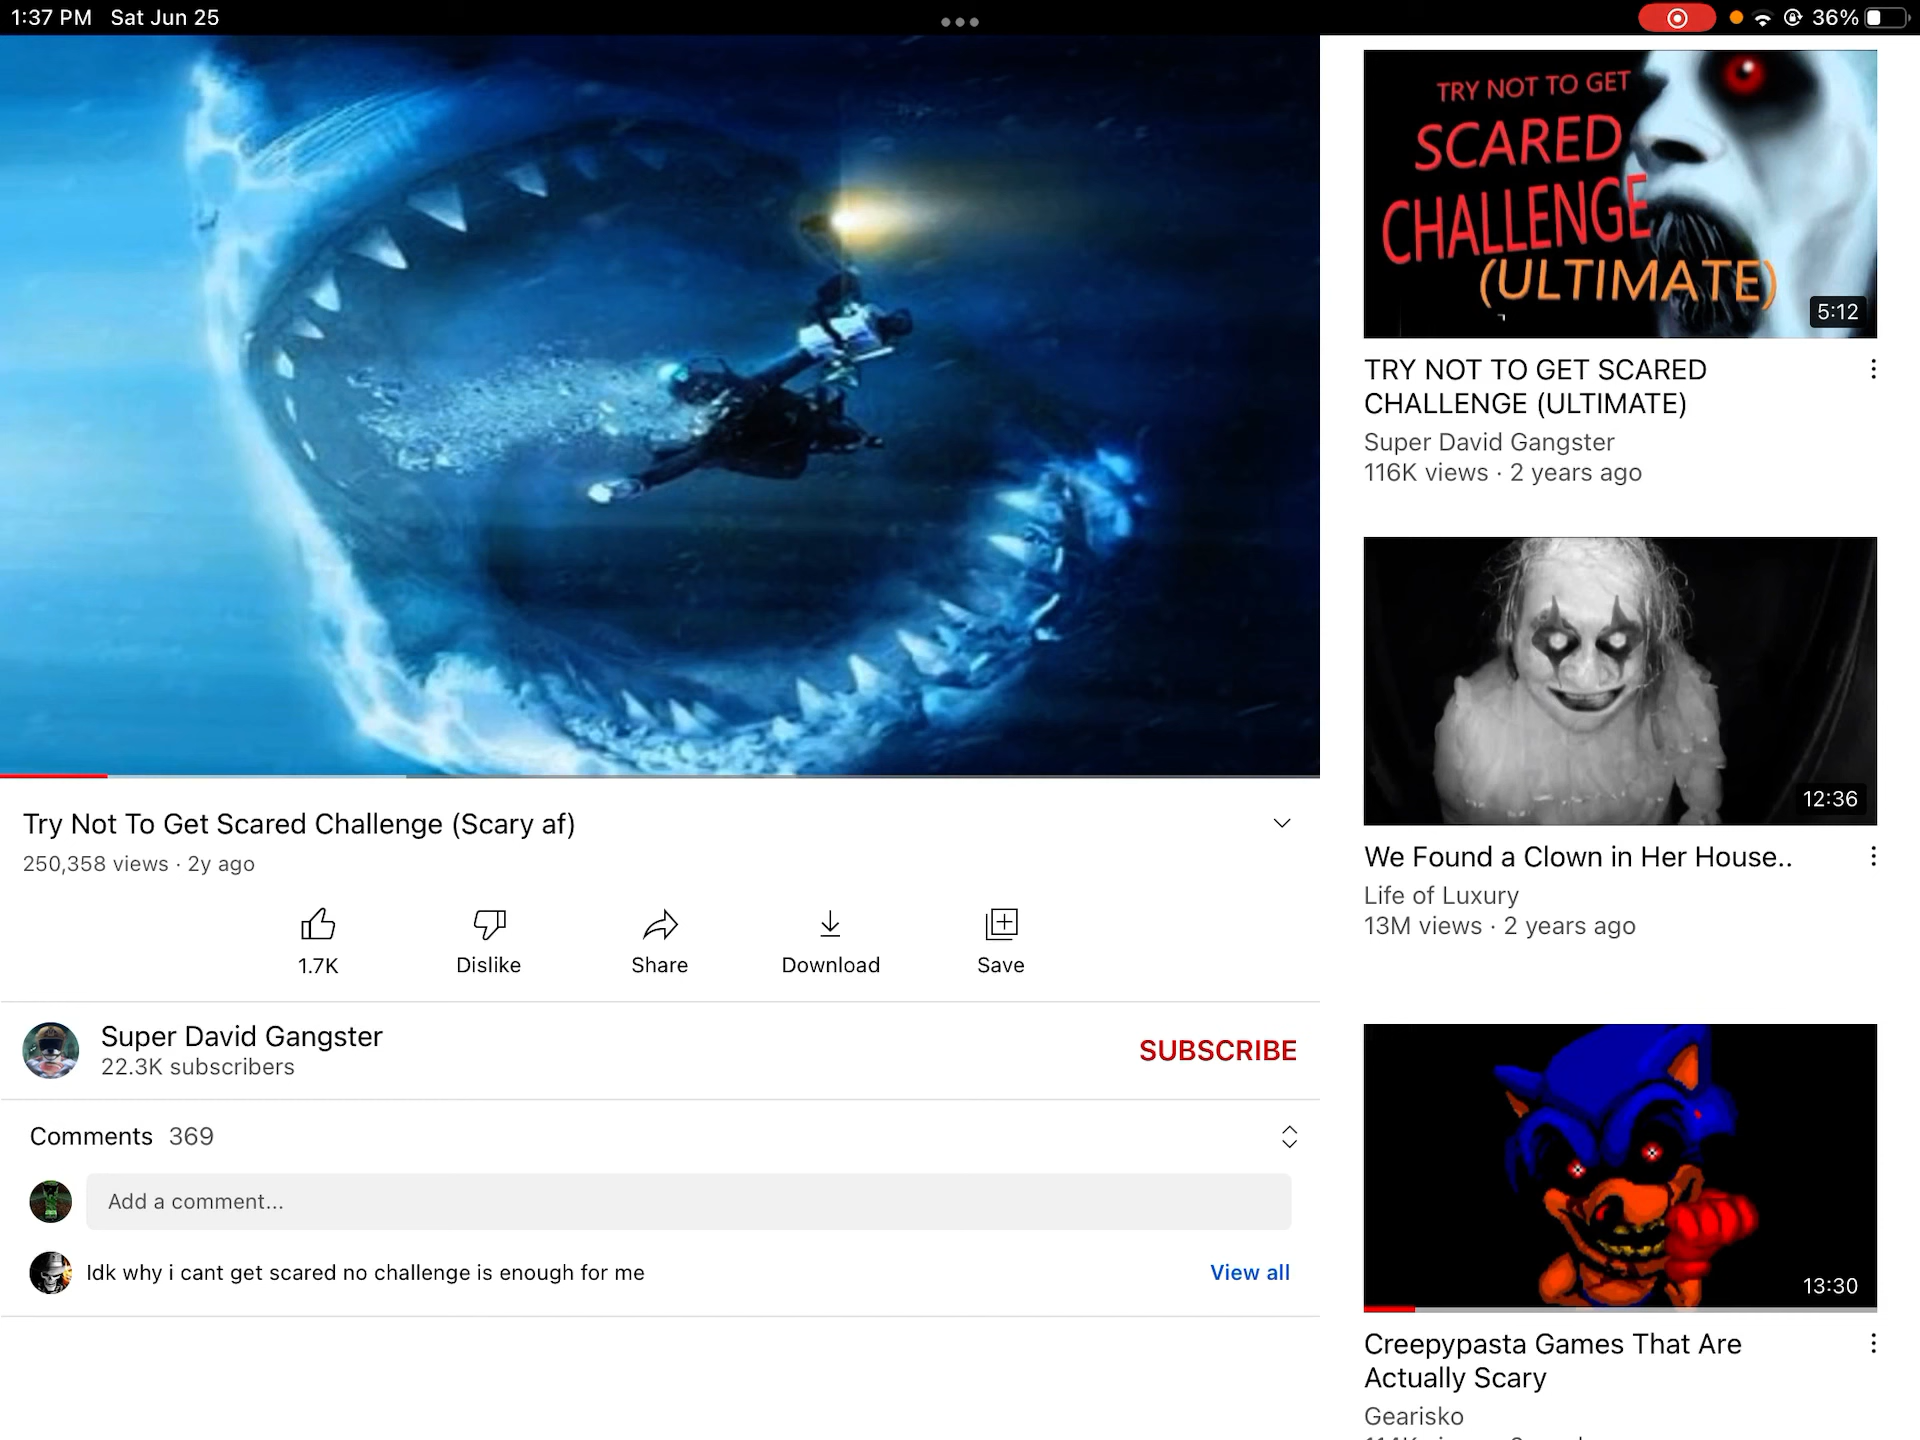 1:37 PM Sat Jun 25
36%
TRY NOT TO GET
SCARED
CHALLENGE
(ULTIMATE)
5:12
TRY NOT TO GET SCARED
CHALLENGE (ULTIMATE)
Super David Gangster
116K views · 2 years ago
12:36
We Found a Clown in Her House..
Life of Luxury
13M views · 2 years ago
13:30
Creepypasta Games That Are
Actually Scary
Gearisko
Try Not To Get Scared Challenge (Scary af)
250,358 views · 2y ago
1.7K
Dislike
Share
Download
Save
Super David Gangster
22.3K subscribers
SUBSCRIBE
Comments 369
Add a comment...
Idk why i cant get scared no challenge is enough for me
View all